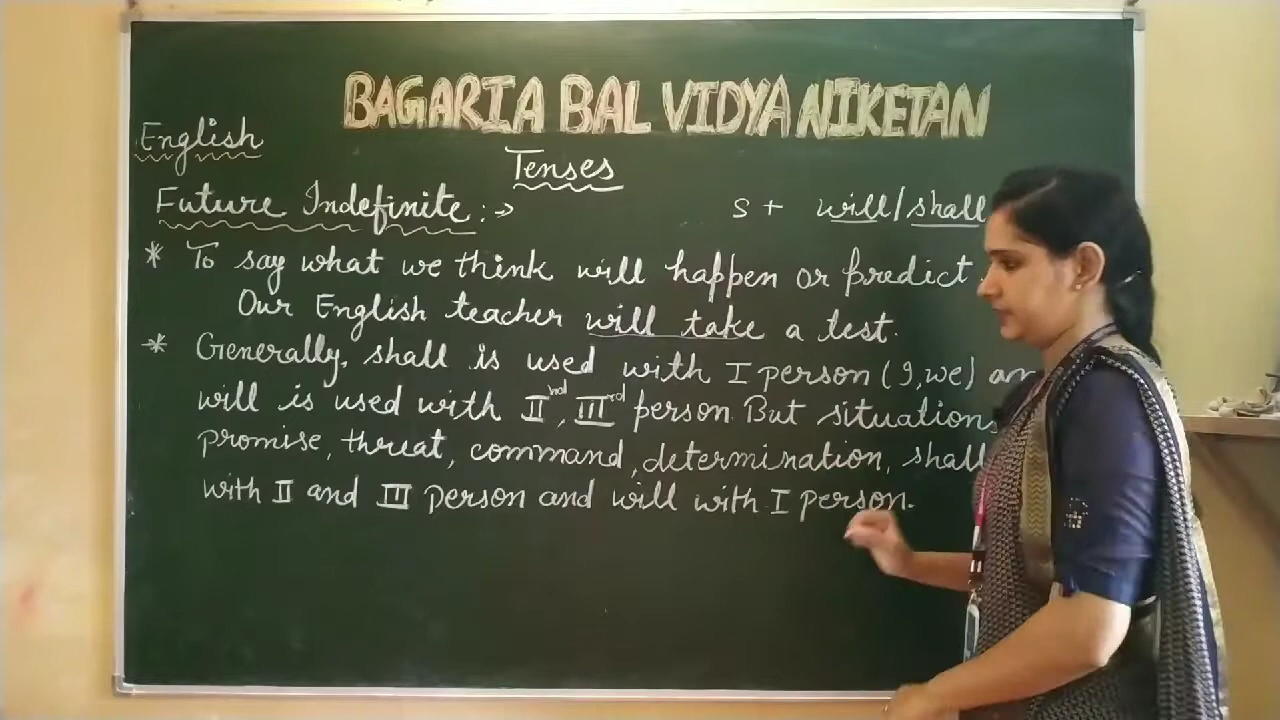 BAGARIA BAL VIDYA NIKETAN
English
Tenses
Future Indefinite :→ S + will/shall
* To say what we think will happen or predict
Our English teacher will take a test.
* Generally, shall is used with I person (I, we)
will is used with IInd, IIIrd person. But situations
promise, threat, command, determination, shall
with II and III person and will with I person.